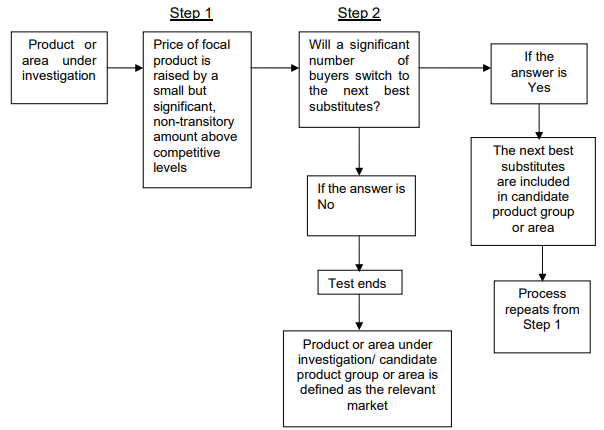 Step 1
Step 2
Product or
area under
investigation
Price of focal
product is
raised by a
small but
significant,
non-transitory
amount above
competitive
levels
Will a significant
number of
buyers switch to
the next best
substitutes?
If the
answer is
Yes
The next best
substitutes
are included
in candidate
product group
or area
Process
repeats from
Step 1
If the answer is
No
Test ends
Product or area under
investigation/ candidate
product group or area is
defined as the relevant
market